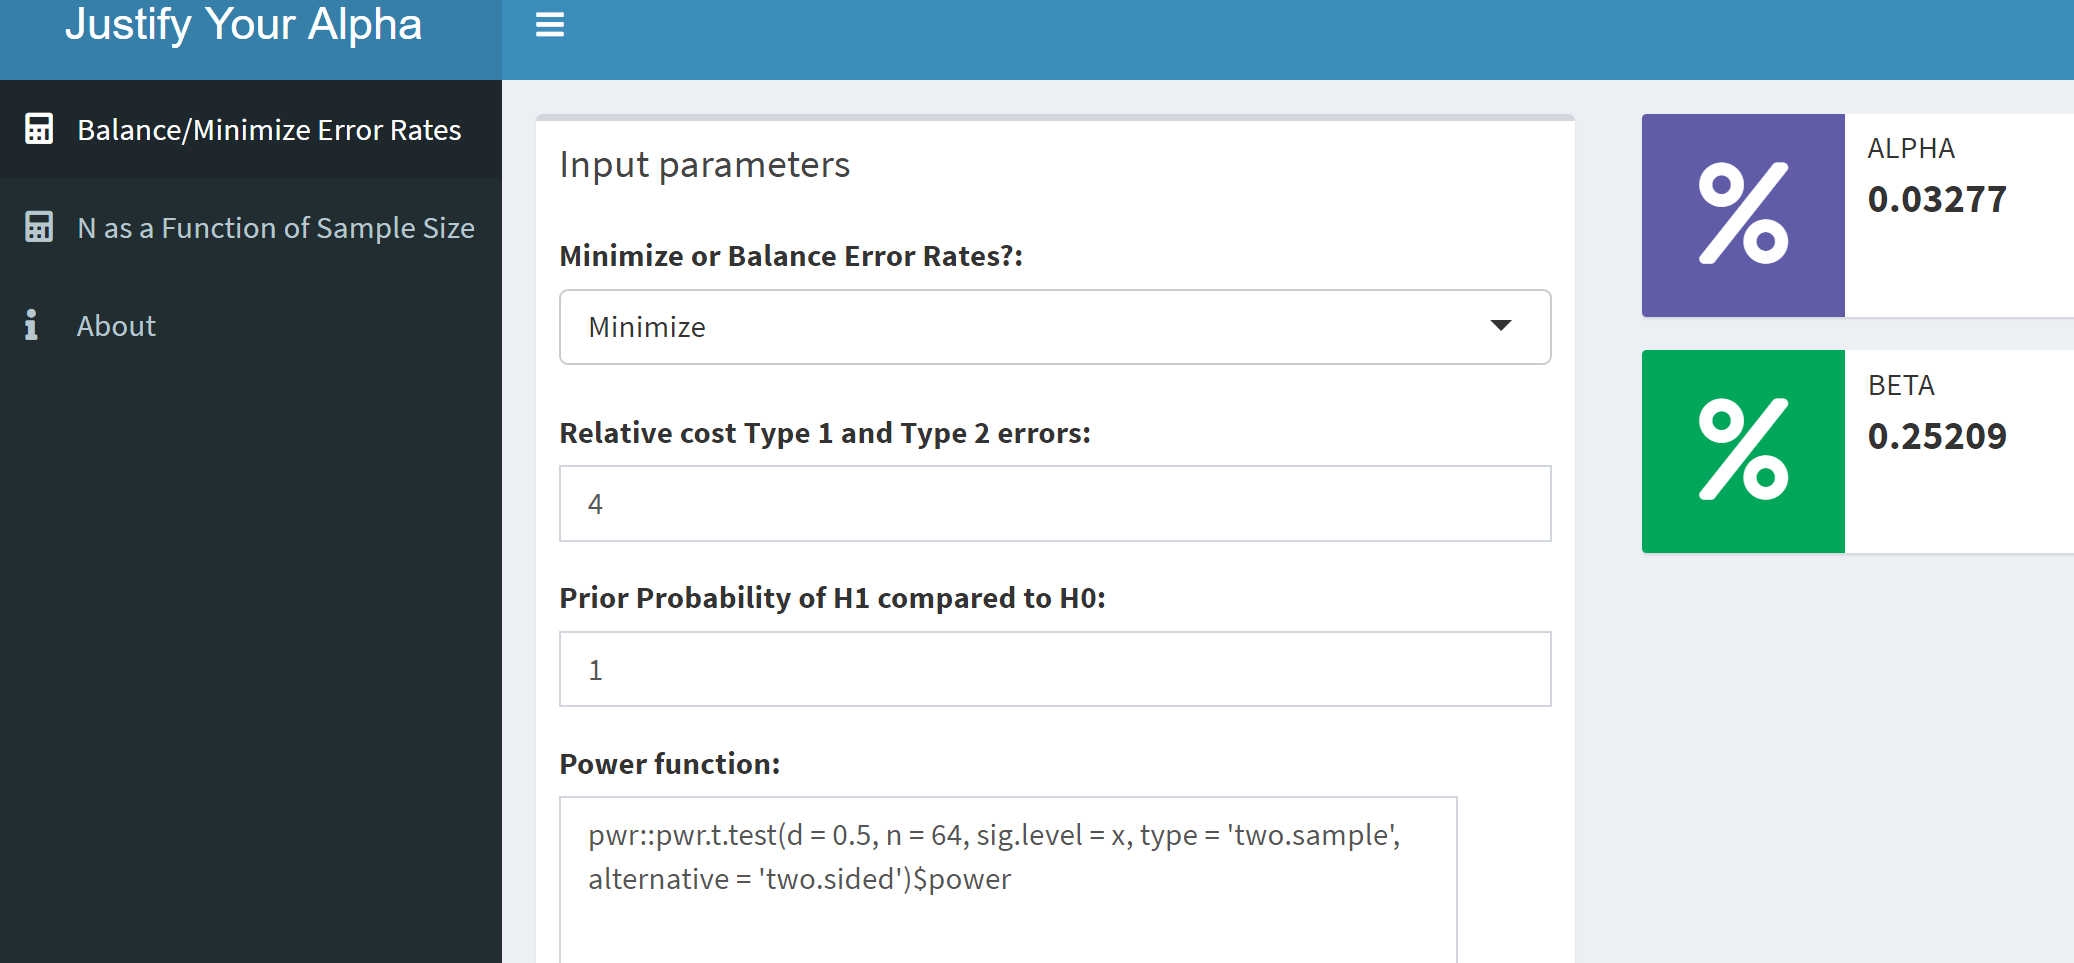 Justify Your Alpha
Balance/Minimize Error Rates
N as a Function of Sample Size
About
Input parameters
Minimize or Balance Error Rates?:
Minimize
Relative cost Type 1 and Type 2 errors:
4
Prior Probability of H1 compared to H0:
1
Power function:
pwr::pwr.t.test(d = 0.5, n = 64, sig.level = x, type = 'two.sample',
alternative = 'two.sided')$power
%
ALPHA
0.03277
%
BETA
0.25209